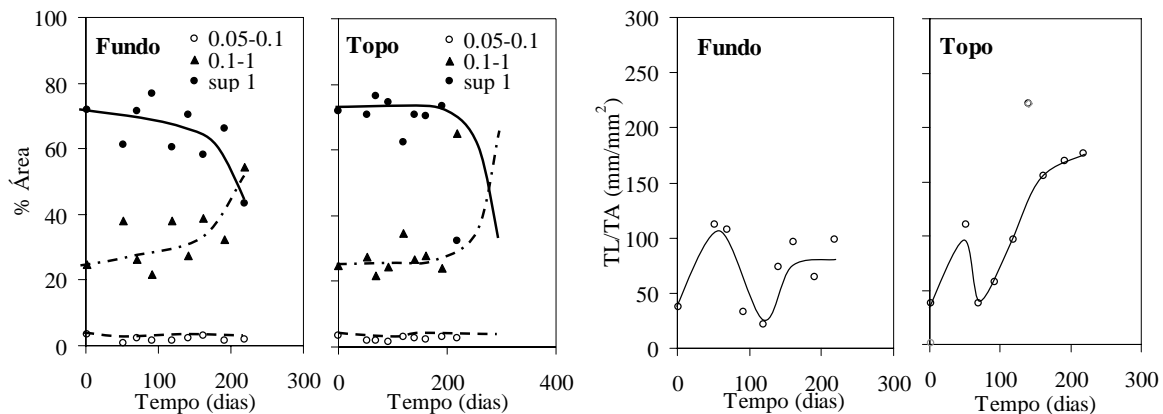 % Área
100
80
60
40
20
0
Fundo
0.05-0.1
0.1-1
sup 1
0 100 200 300
Tempo (dias)
Topo
0.05-0.1
0.1-1
sup 1
0 200 400
Tempo (dias)
TL/TA (mm/mm²)
300
250
200
150
100
50
0
Fundo
0 100 200 300
Tempo (dias)
Topo
0 100 200 300
Tempo (dias)